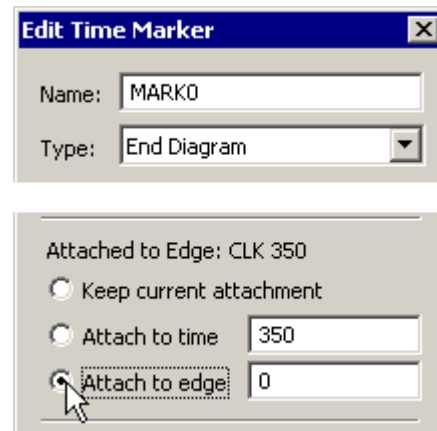 Edit Time Marker
Name: MARK0
Type: End Diagram
Attached to Edge: CLK 350
Keep current attachment
Attach to time 350
Attach to edge 0